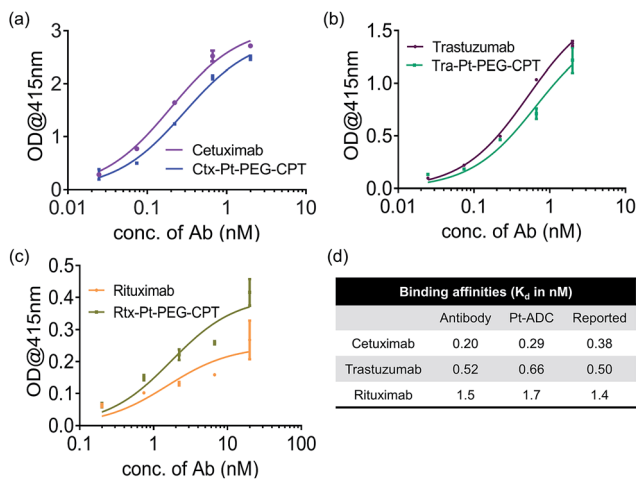 (a)
OD@415nm
3
2
1
0
Cetuximab
Ctx-Pt-PEG-CPT
0.01 0.1 1 10
conc. of Ab (nM)
(b)
OD@415nm
1.5
1.0
0.5
0.0
Trastuzumab
Tra-Pt-PEG-CPT
0.01 0.1 1 10
conc. of Ab (nM)
(c)
OD@415nm
0.5
0.4
0.3
0.2
0.1
0.0
Rituximab
Rtx-Pt-PEG-CPT
0.1 1 10 100
conc. of Ab (nM)
(d)
Binding affinities (Kd in nM)
Antibody Pt-ADC Reported
Cetuximab 0.20 0.29 0.38
Trastuzumab 0.52 0.66 0.50
Rituximab 1.5 1.7 1.4